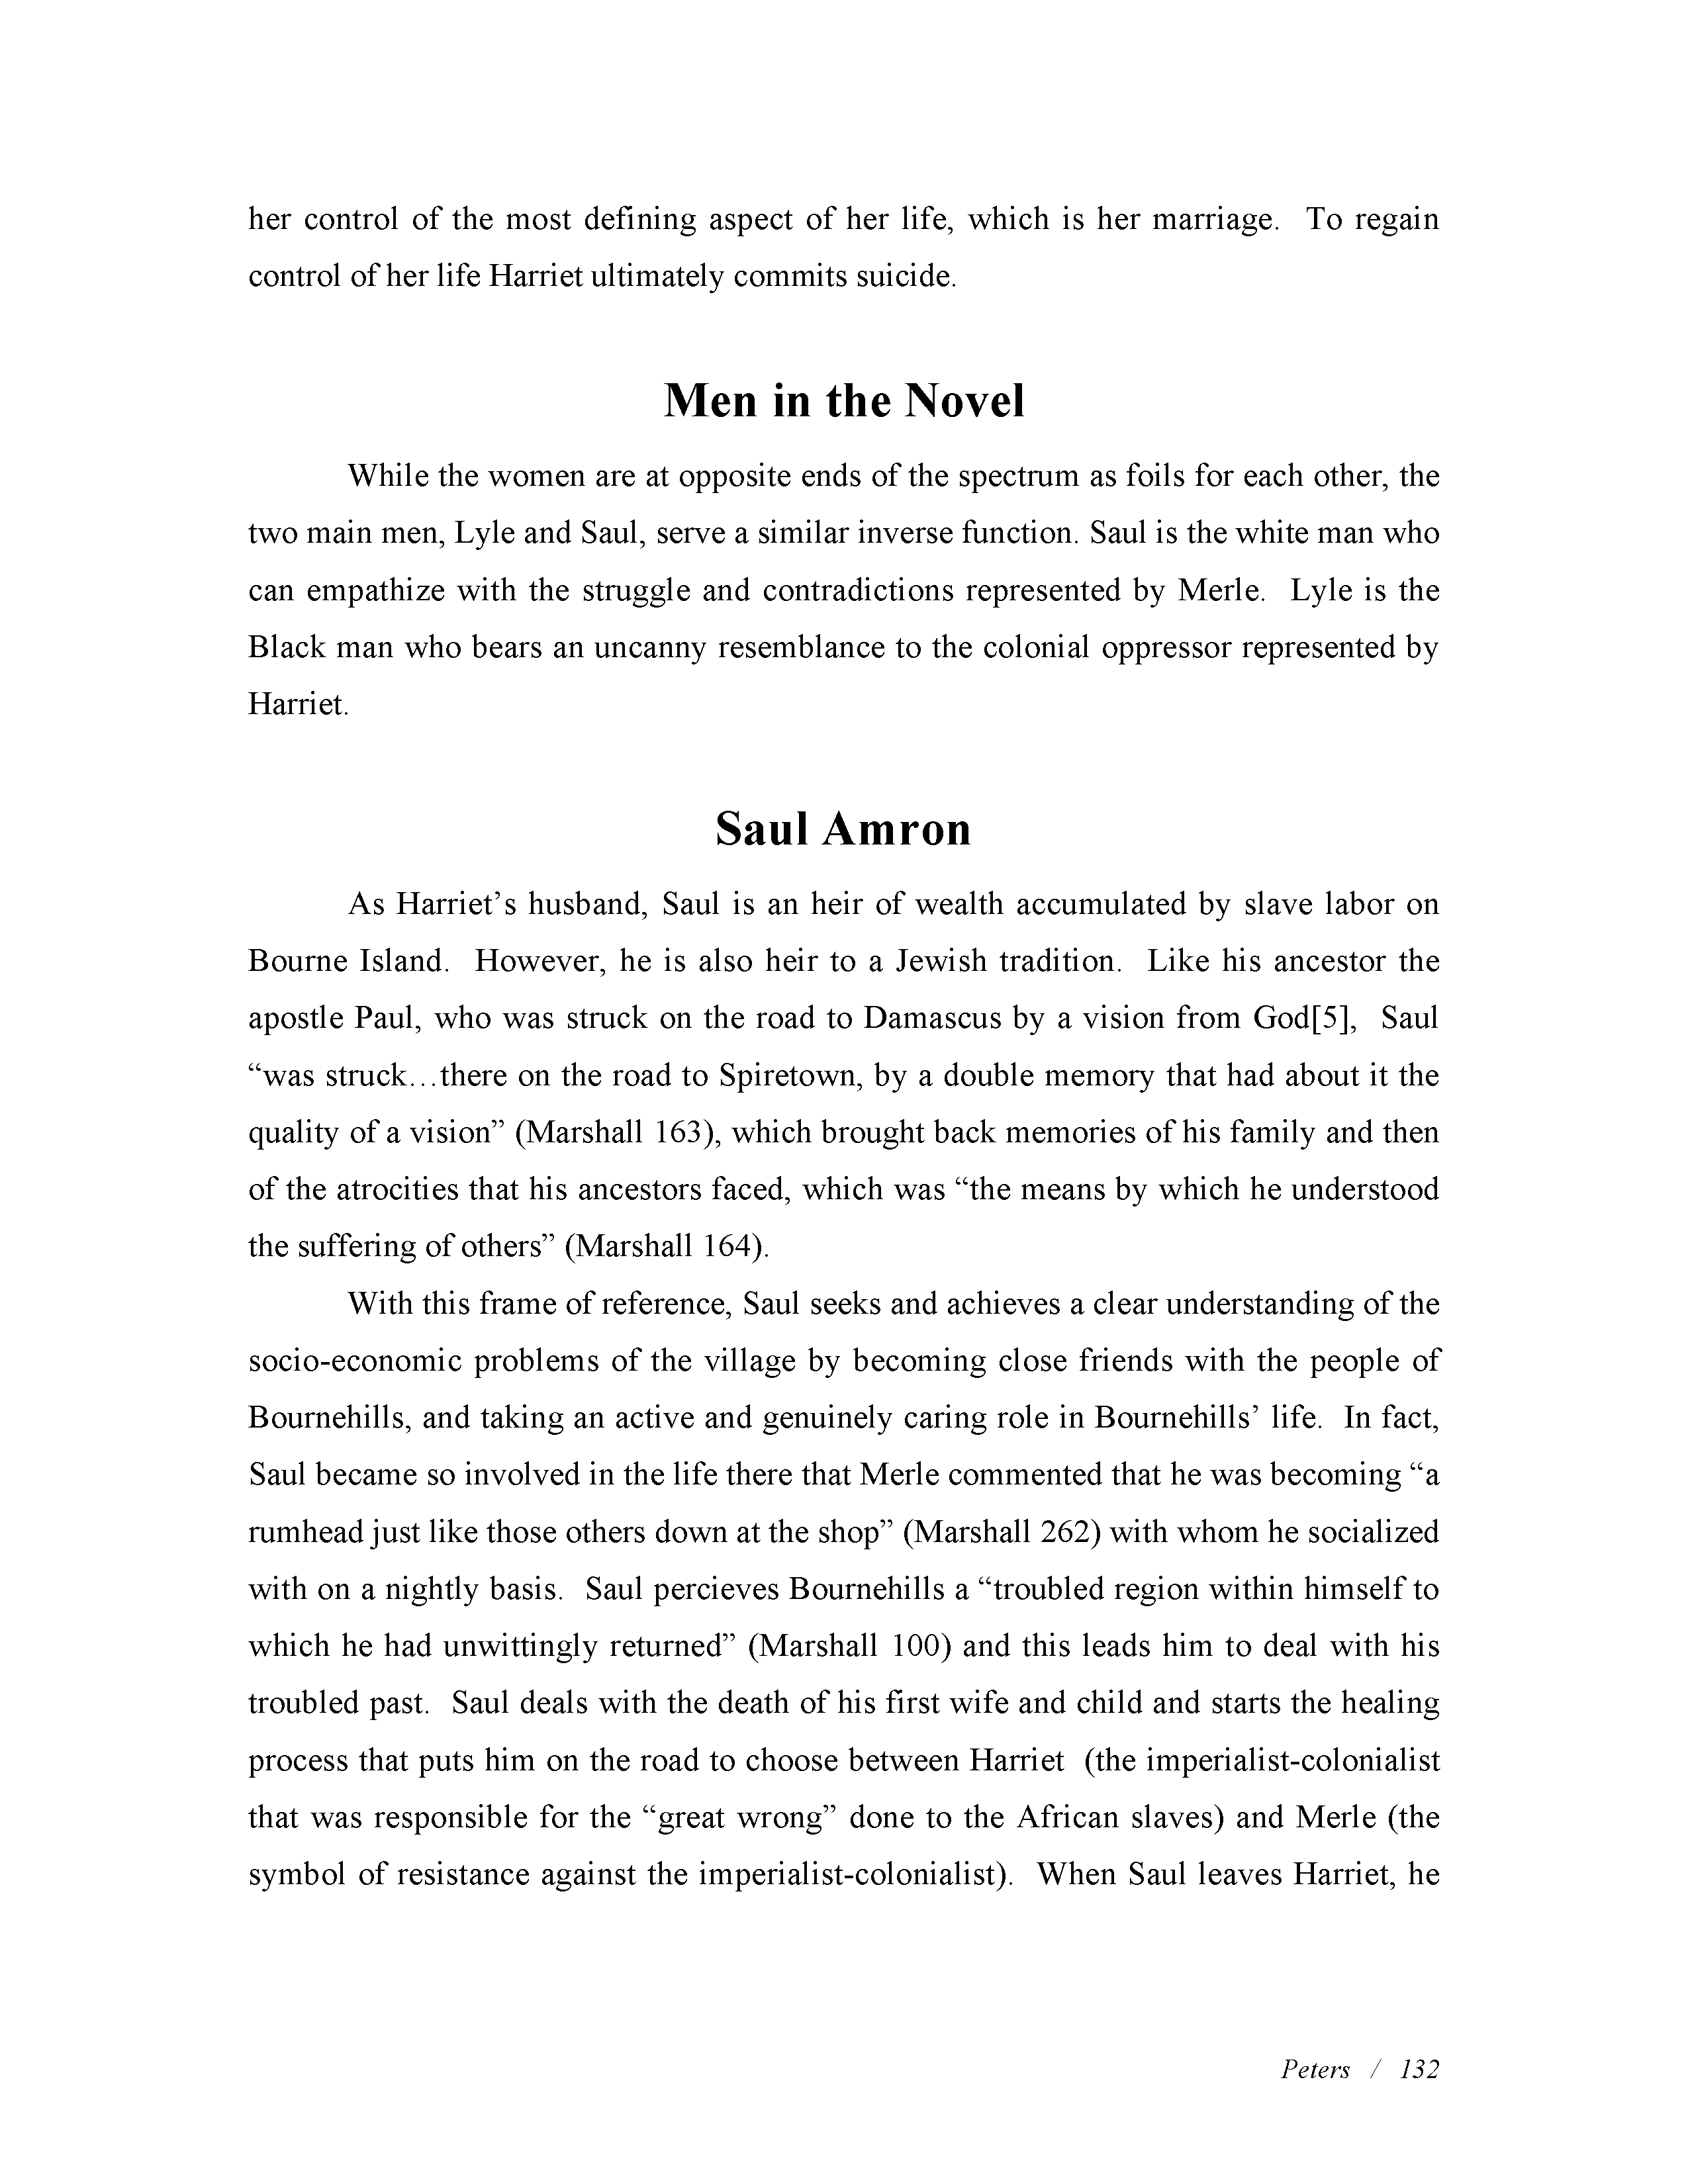 her control of the most defining aspect of her life, which is her marriage.  To regain
control of her life Harriet ultimately commits suicide.
Men in the Novel
While the women are at opposite ends of the spectrum as foils for each other, the
two main men, Lyle and Saul, serve a similar inverse function. Saul is the white man who
can empathize with the struggle and contradictions represented by Merle.  Lyle is the
Black man who bears an uncanny resemblance to the colonial oppressor represented by
Harriet.
Saul Amron
As Harriet’s husband, Saul is an heir of wealth accumulated by slave labor on
Bourne Island.  However, he is also heir to a Jewish tradition.  Like his ancestor the
apostle Paul, who was struck on the road to Damascus by a vision from God[5],  Saul
“was struck…there on the road to Spiretown, by a double memory that had about it the
quality of a vision” (Marshall 163), which brought back memories of his family and then
of the atrocities that his ancestors faced, which was “the means by which he understood
the suffering of others” (Marshall 164).
With this frame of reference, Saul seeks and achieves a clear understanding of the
socio-economic problems of the village by becoming close friends with the people of
Bournehills, and taking an active and genuinely caring role in Bournehills’ life.  In fact,
Saul became so involved in the life there that Merle commented that he was becoming “a
rumhead just like those others down at the shop” (Marshall 262) with whom he socialized
with on a nightly basis.  Saul percieves Bournehills a “troubled region within himself to
which he had unwittingly returned” (Marshall 100) and this leads him to deal with his
troubled past.  Saul deals with the death of his first wife and child and starts the healing
process that puts him on the road to choose between Harriet  (the imperialist-colonialist
that was responsible for the “great wrong” done to the African slaves) and Merle (the
symbol of resistance against the imperialist-colonialist).  When Saul leaves Harriet, he
Peters / 132